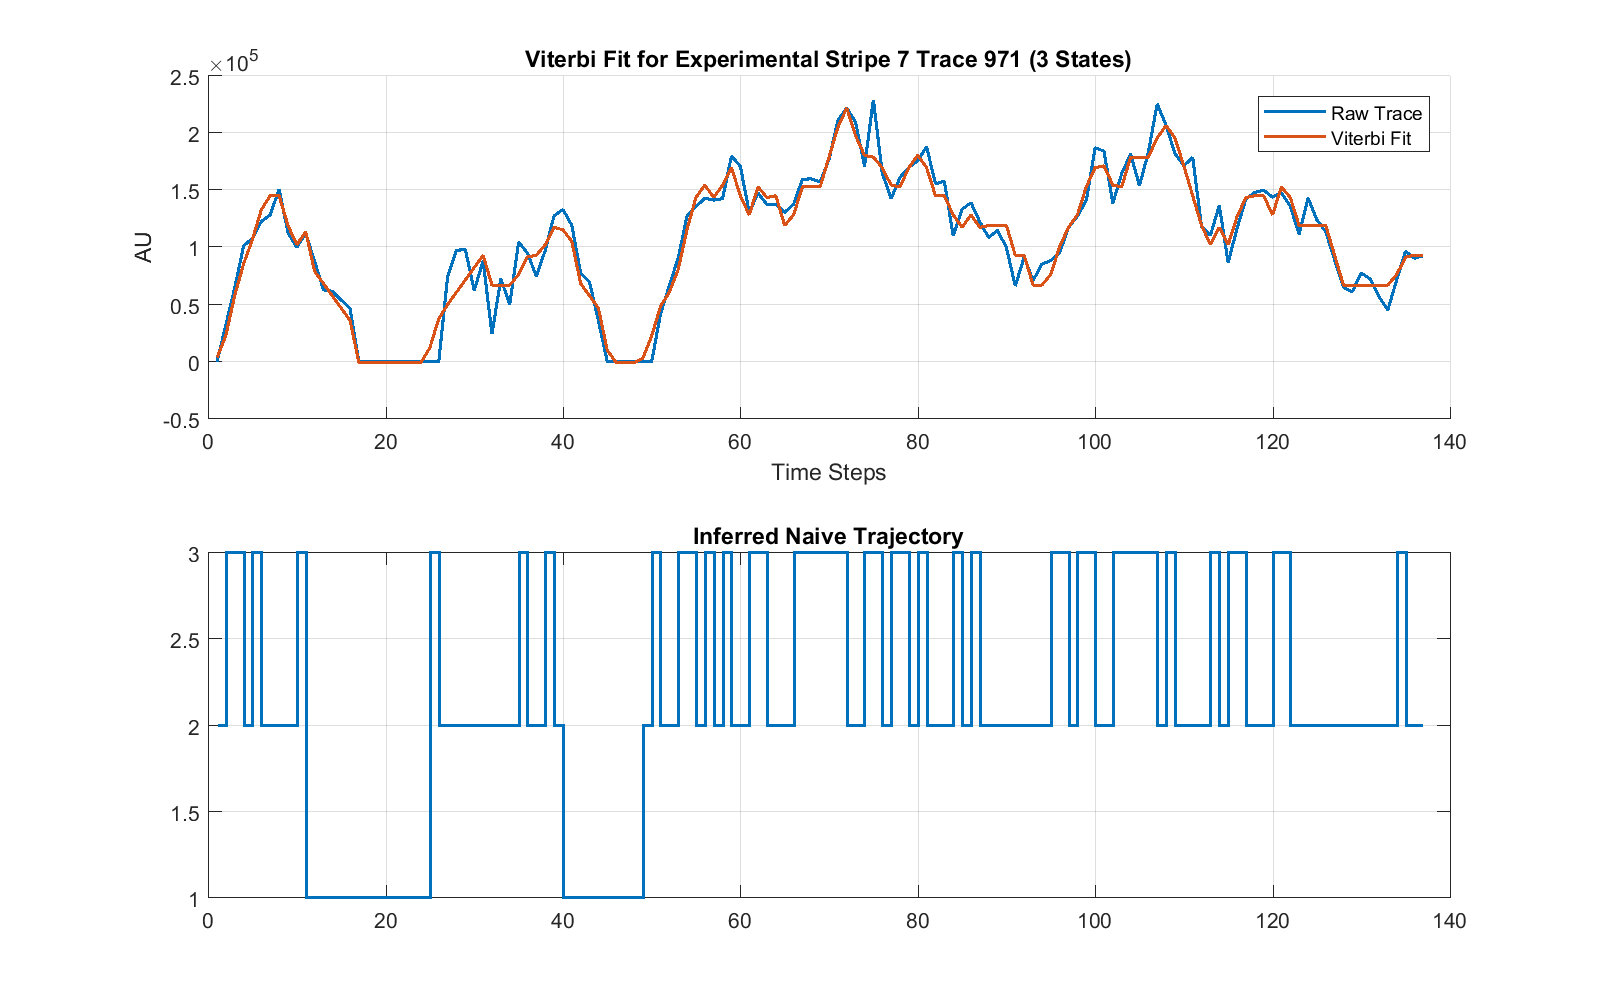 Viterbi Fit for Experimental Stripe 7 Trace 971 (3 States)
×10^5
2.5
2
1.5
1
0.5
0
-0.5
AU
Raw Trace
Viterbi Fit
0 20 40 60 80 100 120 140
Time Steps
Inferred Naive Trajectory
3
2.5
2
1.5
1
0 20 40 60 80 100 120 140